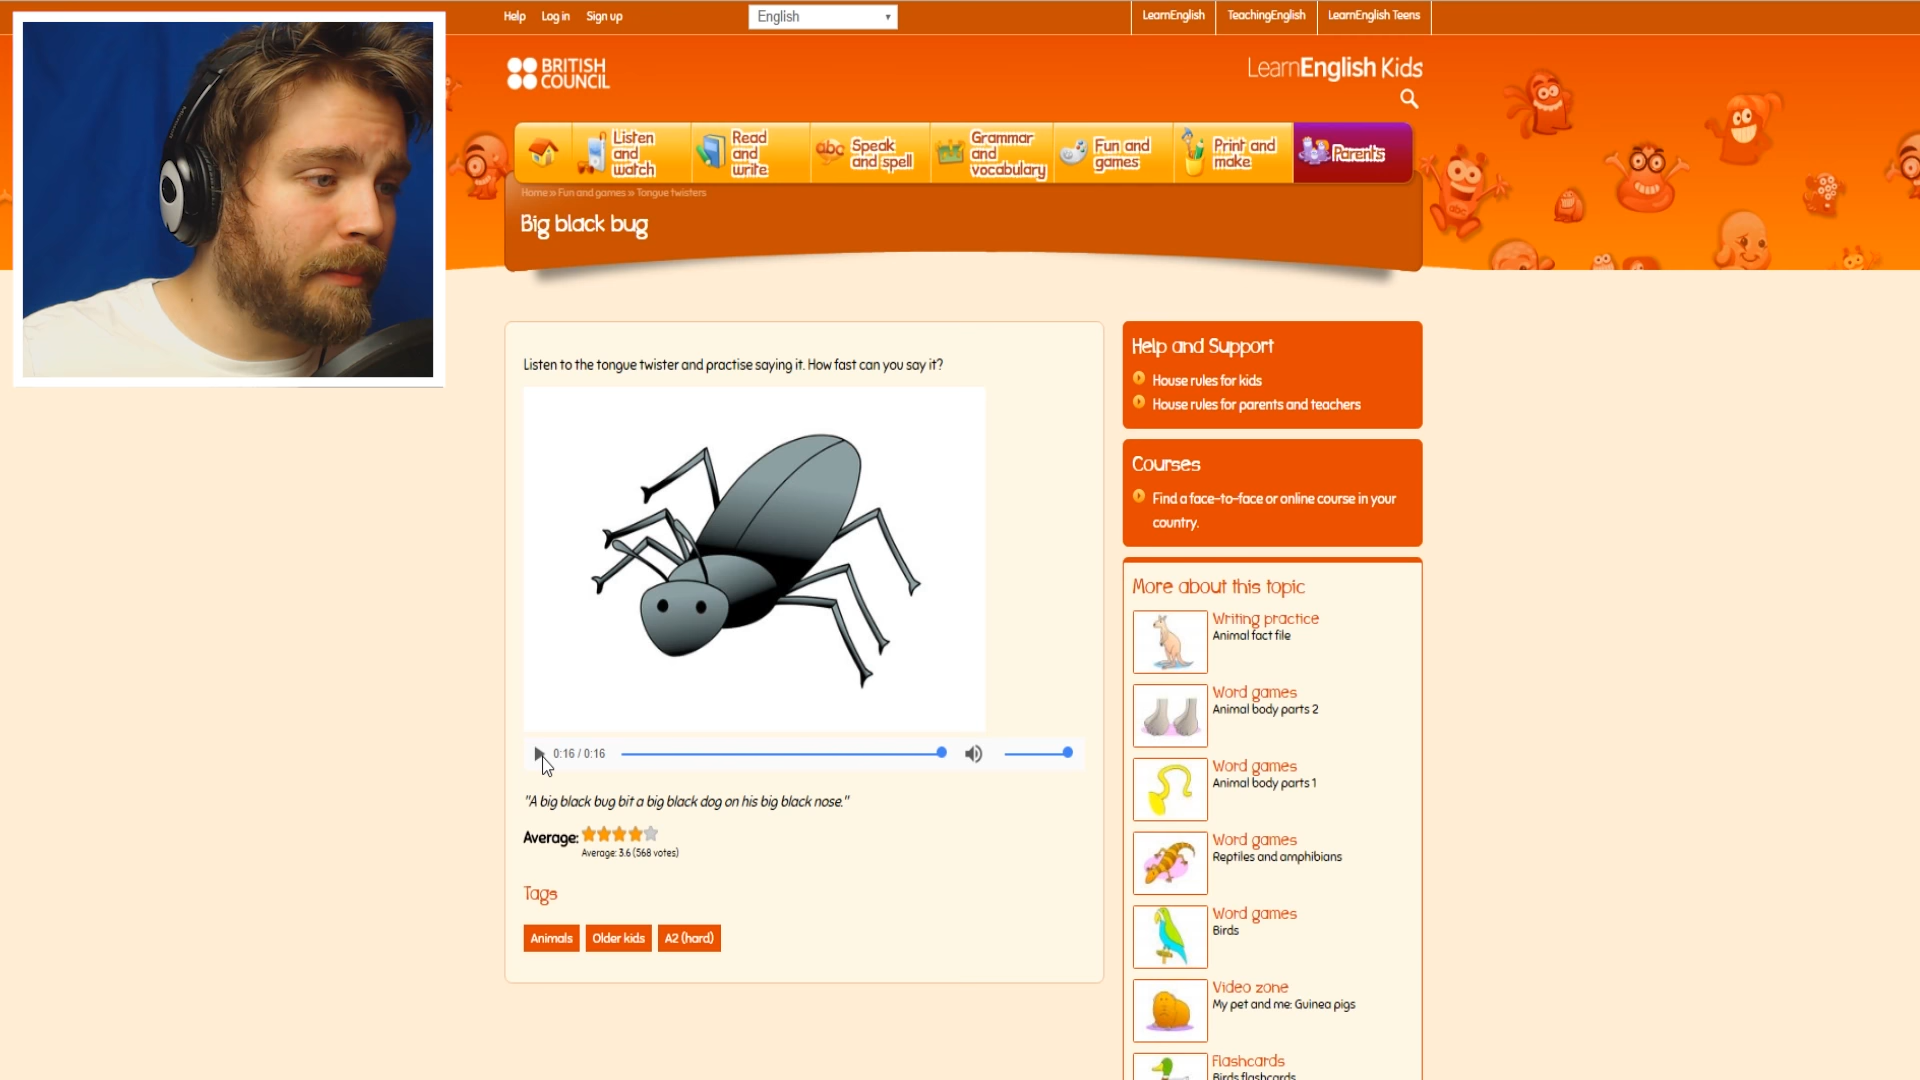 Help Log in Sign up English LearnEnglish TeachingEnglish LearnEnglish Teens
BRITISH
COUNCIL
LearnEnglish Kids
Listen
and
watch
Read
and
write
Speak
and spell
Grammar
and
vocabulary
Fun and
games
Print and
make
Parents
Home » Fun and games » Tongue twisters
Big black bug
Listen to the tongue twister and practise saying it. How fast can you say it?
0:16 / 0:16
"A big black bug bit a big black dog on his big black nose."
Average:
Average: 3.6 (568 votes)
Tags
Animals Older kids A2 (hard)
Help and Support
House rules for kids
House rules for parents and teachers
Courses
Find a face-to-face or online course in your
country.
More about this topic
Writing practice
Animal fact file
Word games
Animal body parts 2
Word games
Animal body parts 1
Word games
Reptiles and amphibians
Word games
Birds
Video zone
My pet and me: Guinea pigs
Flashcards
Birds flashcards